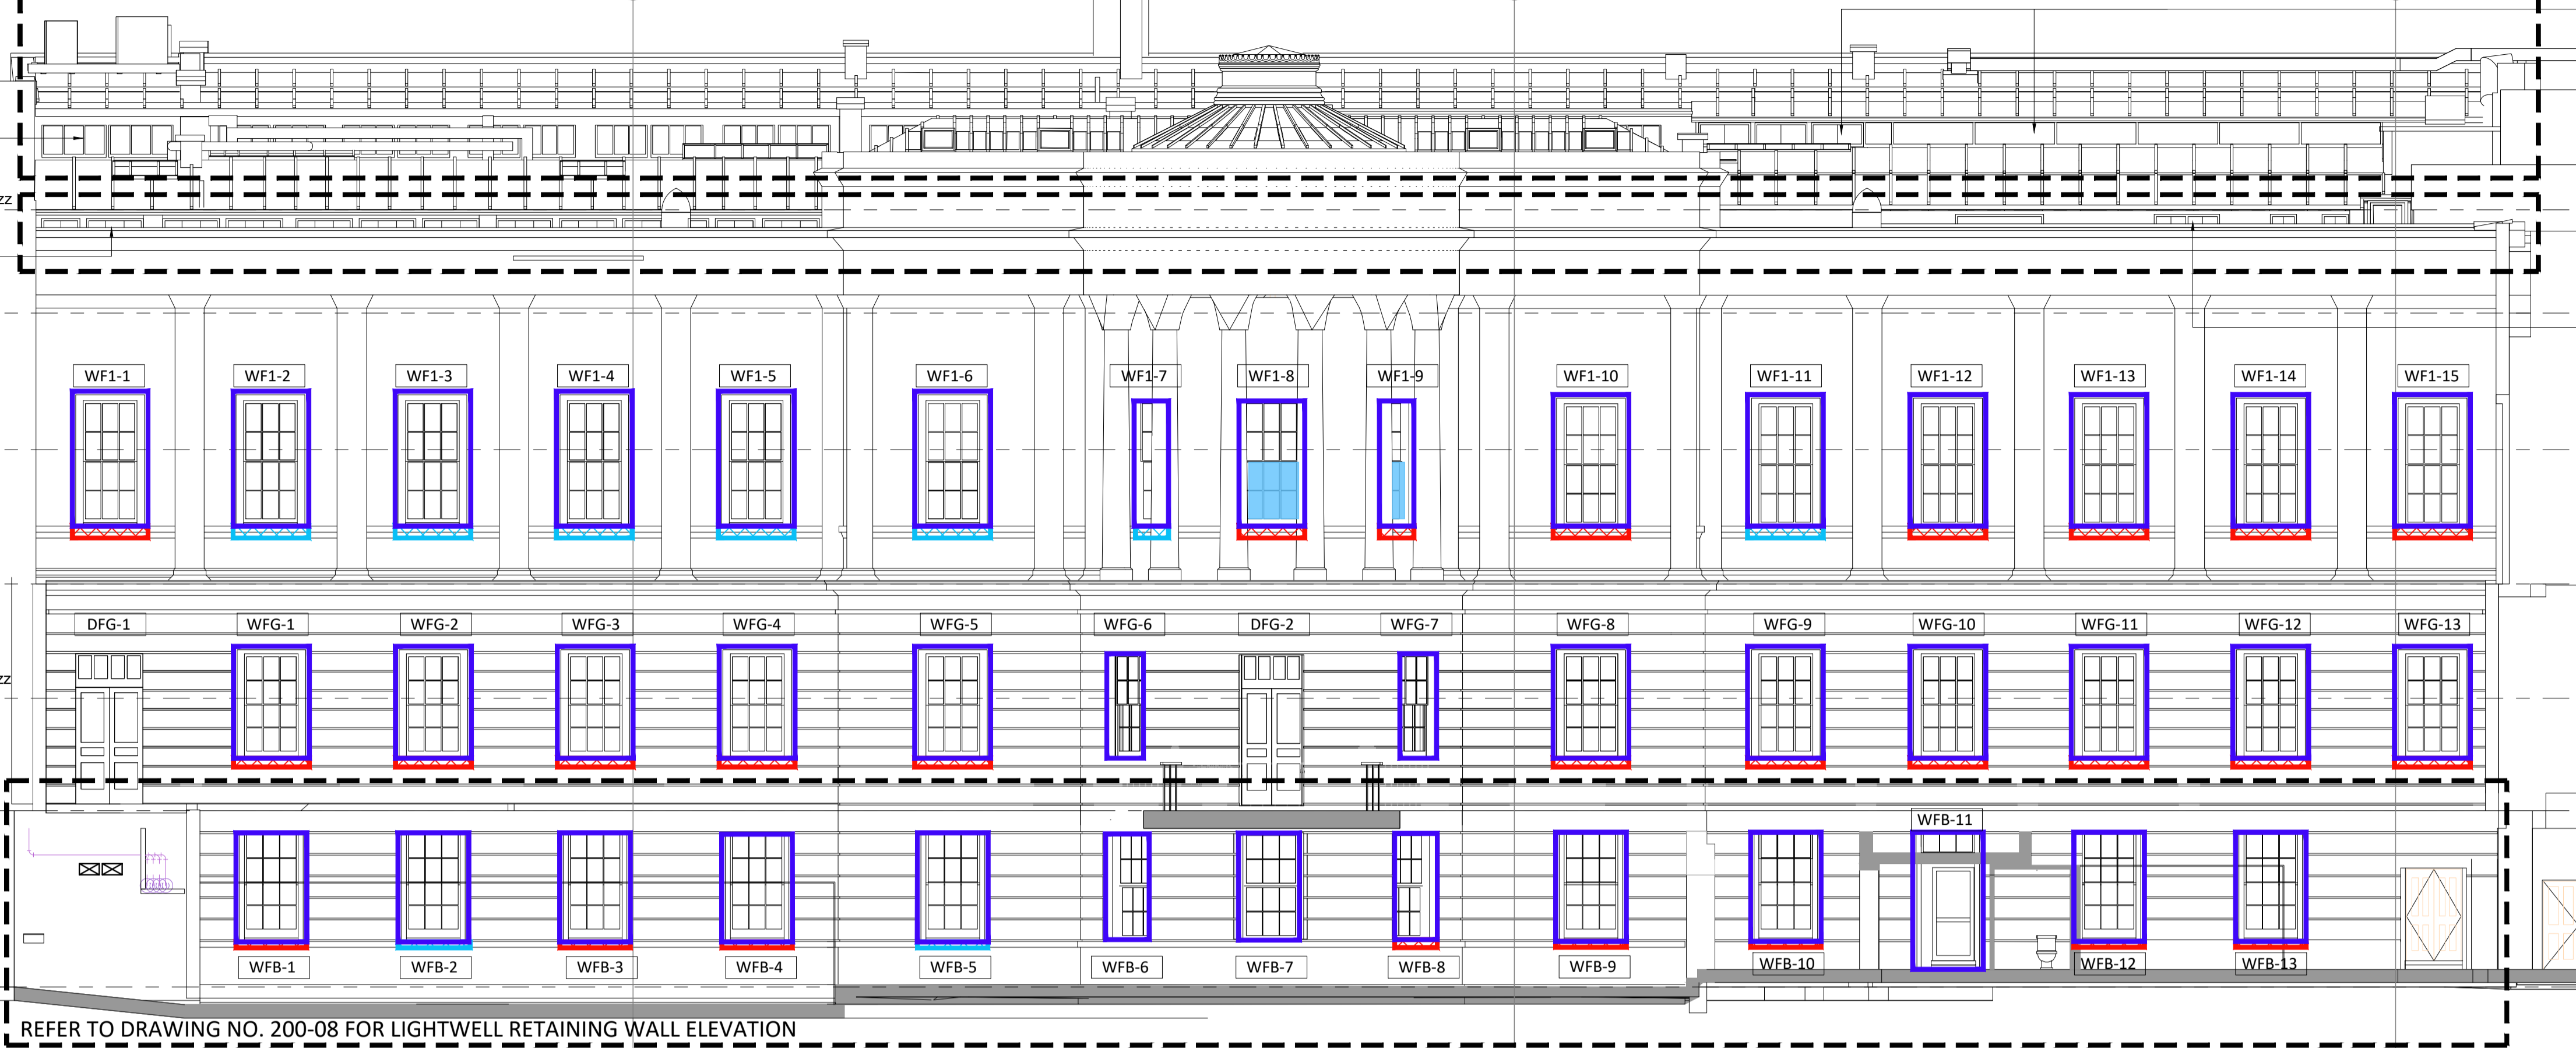 ZZ
WF1-1 WF1-2 WF1-3 WF1-4 WF1-5 WF1-6 WF1-7 WF1-8 WF1-9 WF1-10 WF1-11 WF1-12 WF1-13 WF1-14 WF1-15
DFG-1 WFG-1 WFG-2 WFG-3 WFG-4 WFG-5 WFG-6 DFG-2 WFG-7 WFG-8 WFG-9 WFG-10 WFG-11 WFG-12 WFG-13
ZZ
WFB-11
WFB-1 WFB-2 WFB-3 WFB-4 WFB-5 WFB-6 WFB-7 WFB-8 WFB-9 WFB-10 WFB-12 WFB-13
REFER TO DRAWING NO. 200-08 FOR LIGHTWELL RETAINING WALL ELEVATION